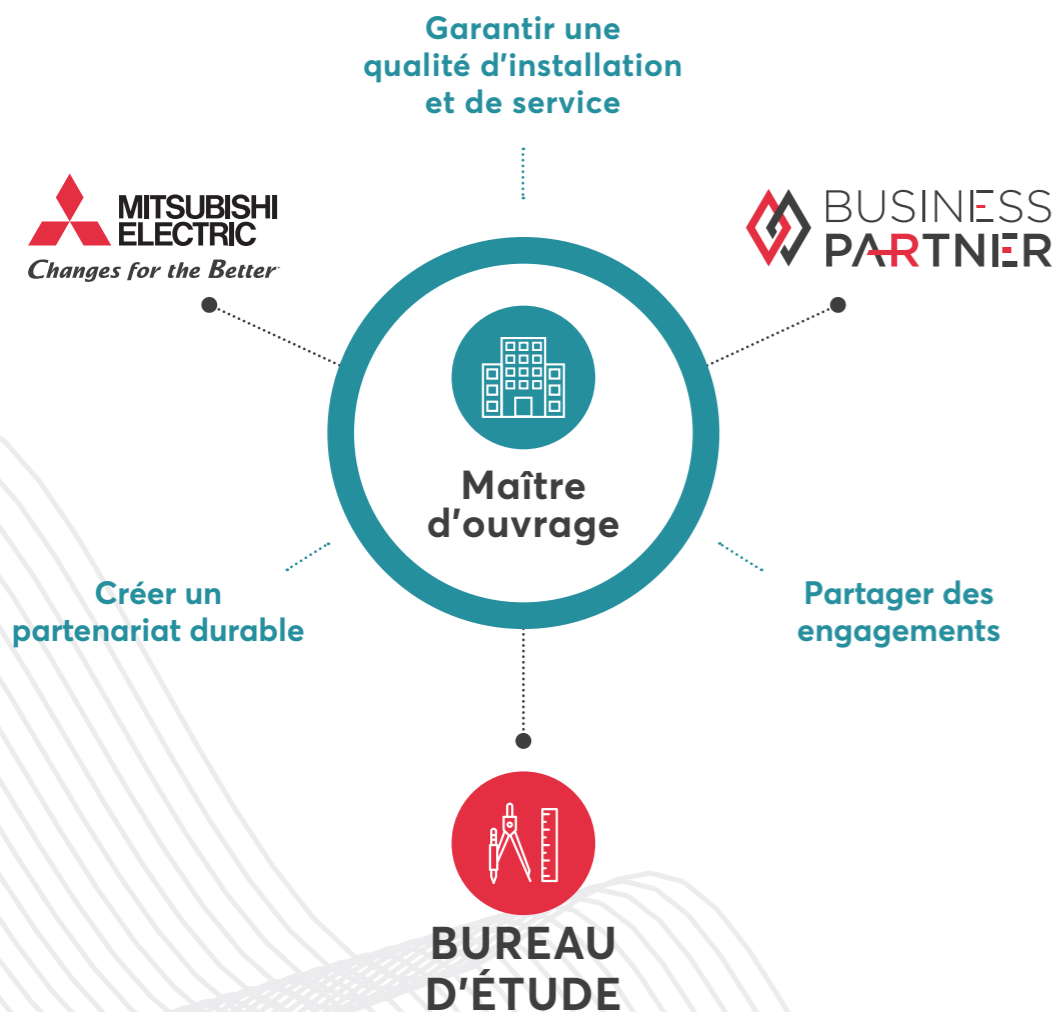 Garantir une
qualité d'installation
et de service
MITSUBISHI
ELECTRIC
Changes for the Better
BUSINESS
PARTNER
Maître
d'ouvrage
Créer un
partenariat durable
Partager des
engagements
BUREAU
D'ÉTUDE